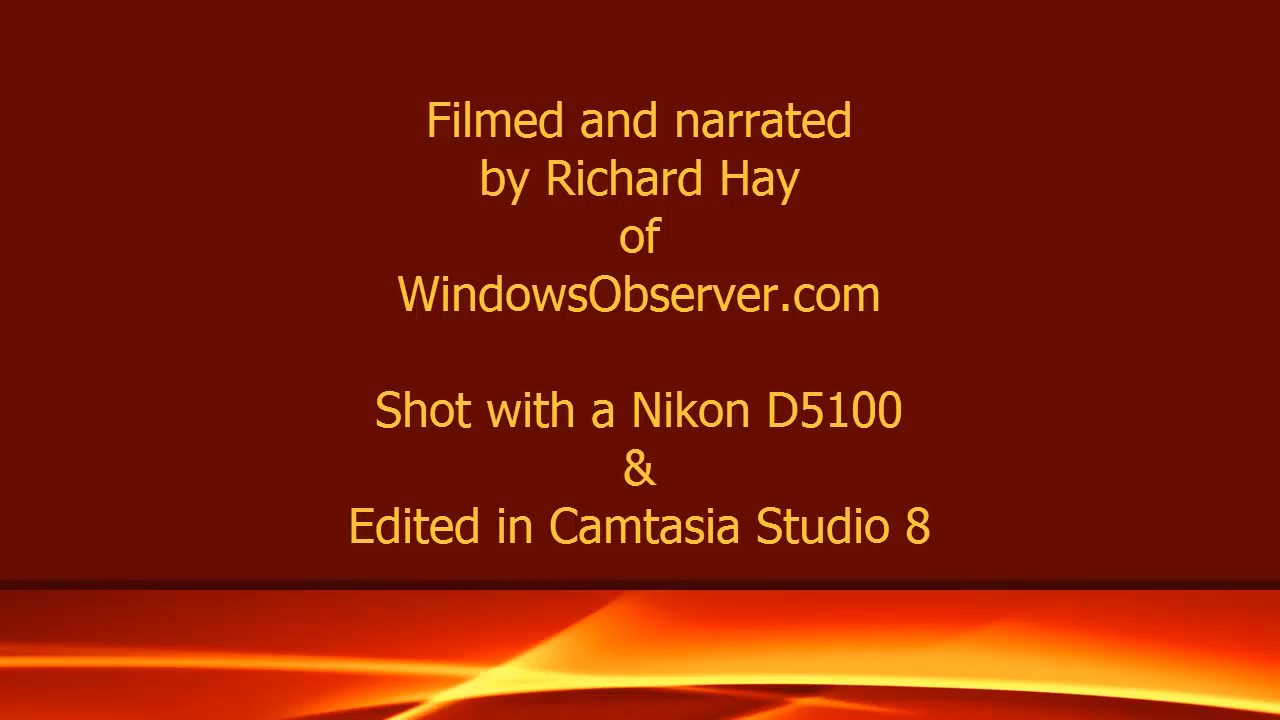 Filmed and narrated
by Richard Hay
of
WindowsObserver.com
Shot with a Nikon D5100
&
Edited in Camtasia Studio 8